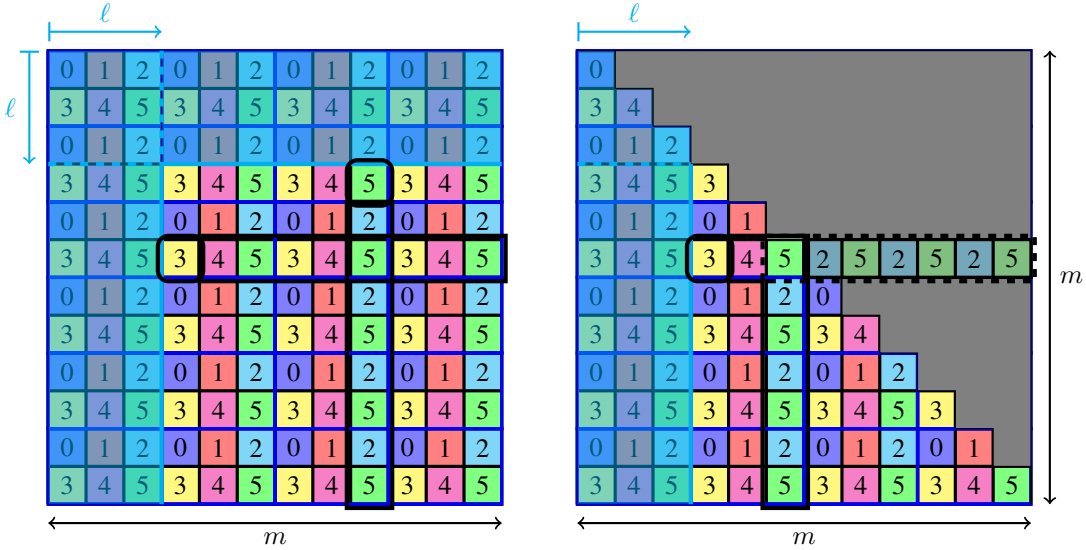 ℓ
0 1 2 0 1 2 0 1 2 0 1 2
ℓ 3 4 5 3 4 5 3 4 5 3 4 5
0 1 2 0 1 2 0 1 2 0 1 2
3 4 5 3 4 5 3 4 5 3 4 5
0 1 2 0 1 2 0 1 2 0 1 2
3 4 5 3 4 5 3 4 5 3 4 5
0 1 2 0 1 2 0 1 2 0 1 2
3 4 5 3 4 5 3 4 5 3 4 5
0 1 2 0 1 2 0 1 2 0 1 2
3 4 5 3 4 5 3 4 5 3 4 5
0 1 2 0 1 2 0 1 2 0 1 2
3 4 5 3 4 5 3 4 5 3 4 5
m
ℓ
0
3 4
0 1 2
3 4 5 3
0 1 2 0 1
3 4 5 3 4 5 2 5 2 5 2 5
m
0 1 2 0 1 2 0
3 4 5 3 4 5 3 4
0 1 2 0 1 2 0 1 2
3 4 5 3 4 5 3 4 5 3
0 1 2 0 1 2 0 1 2 0 1
3 4 5 3 4 5 3 4 5 3 4 5
m